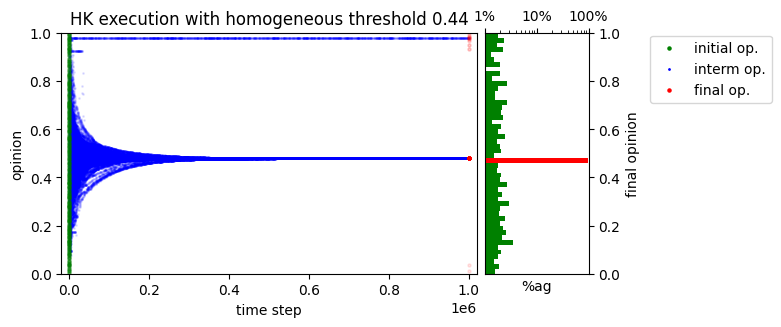 HK execution with homogeneous threshold 0.44
1% 10% 100%
initial op.
interm op.
final op.
1.0
0.8
0.6
0.4
0.2
0.0
opinion
0.0 0.2 0.4 0.6 0.8 1.0
1e6
time step
%ag
1.0
0.8
0.6
0.4
0.2
0.0
final opinion